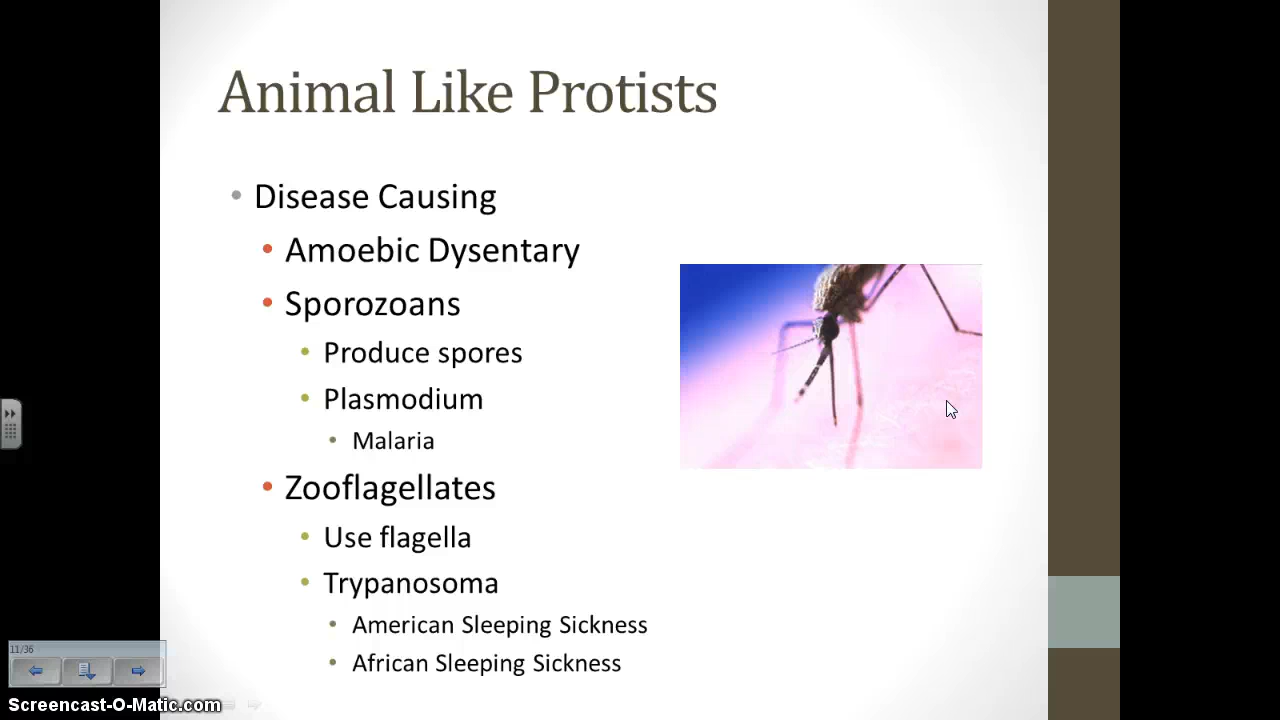 Animal Like Protists
Disease Causing
Amoebic Dysentary
Sporozoans
Produce spores
Plasmodium
Malaria
Zooflagellates
Use flagella
Trypanosoma
American Sleeping Sickness
African Sleeping Sickness
11/36
Screencast-O-Matic.com